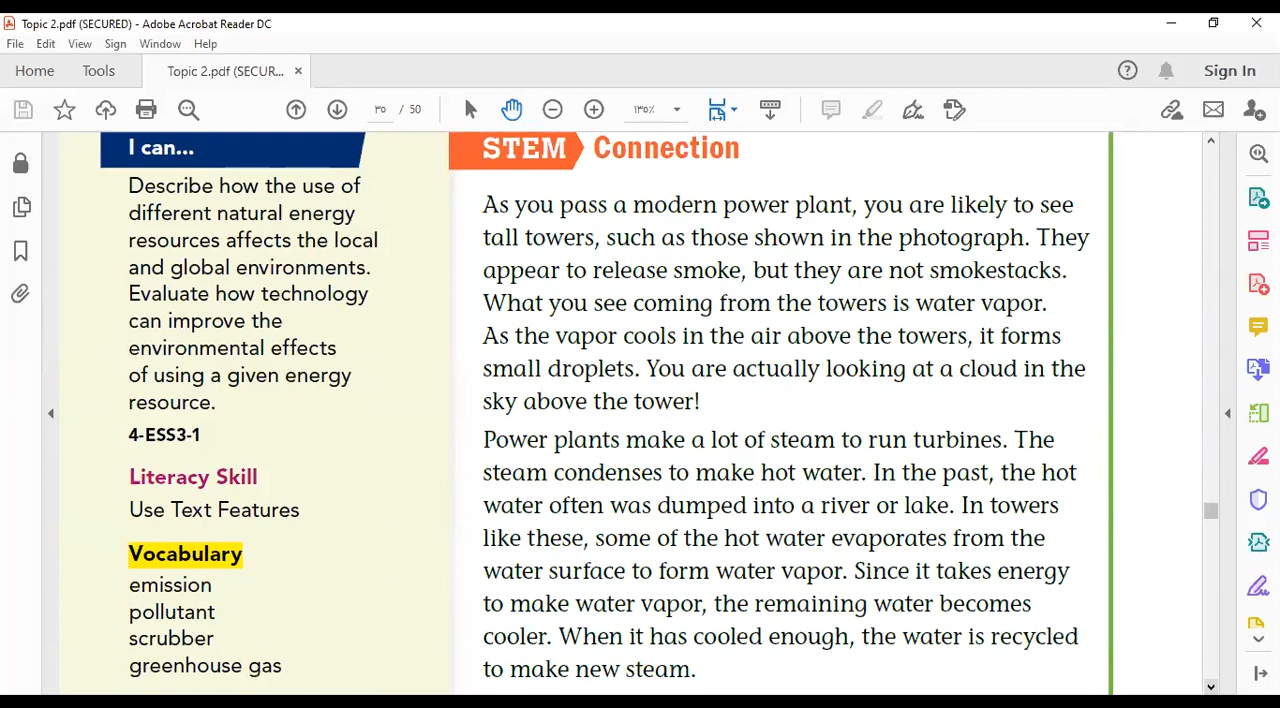 Topic 2.pdf (SECURED) - Adobe Acrobat Reader DC
File Edit View Sign Window Help
Home Tools Topic 2.pdf (SECUR... × Sign In
٣٥ / 50 ١٣٥٪
I can...
Describe how the use of
different natural energy
resources affects the local
and global environments.
Evaluate how technology
can improve the
environmental effects
of using a given energy
resource.
4-ESS3-1
Literacy Skill
Use Text Features
Vocabulary
emission
pollutant
scrubber
greenhouse gas
STEM Connection
As you pass a modern power plant, you are likely to see
tall towers, such as those shown in the photograph. They
appear to release smoke, but they are not smokestacks.
What you see coming from the towers is water vapor.
As the vapor cools in the air above the towers, it forms
small droplets. You are actually looking at a cloud in the
sky above the tower!
Power plants make a lot of steam to run turbines. The
steam condenses to make hot water. In the past, the hot
water often was dumped into a river or lake. In towers
like these, some of the hot water evaporates from the
water surface to form water vapor. Since it takes energy
to make water vapor, the remaining water becomes
cooler. When it has cooled enough, the water is recycled
to make new steam.